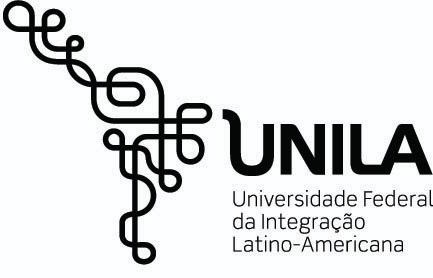 UNILA
Universidade Federal
da Integração
Latino-Americana